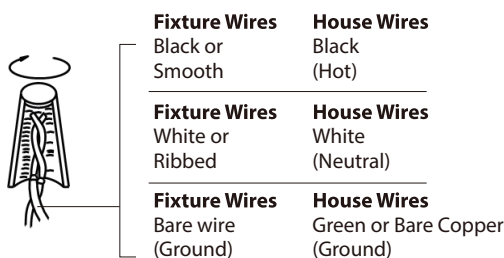 Fixture Wires House Wires
Black or Black
Smooth (Hot)
Fixture Wires House Wires
White or White
Ribbed (Neutral)
Fixture Wires House Wires
Bare wire Green or Bare Copper
(Ground) (Ground)